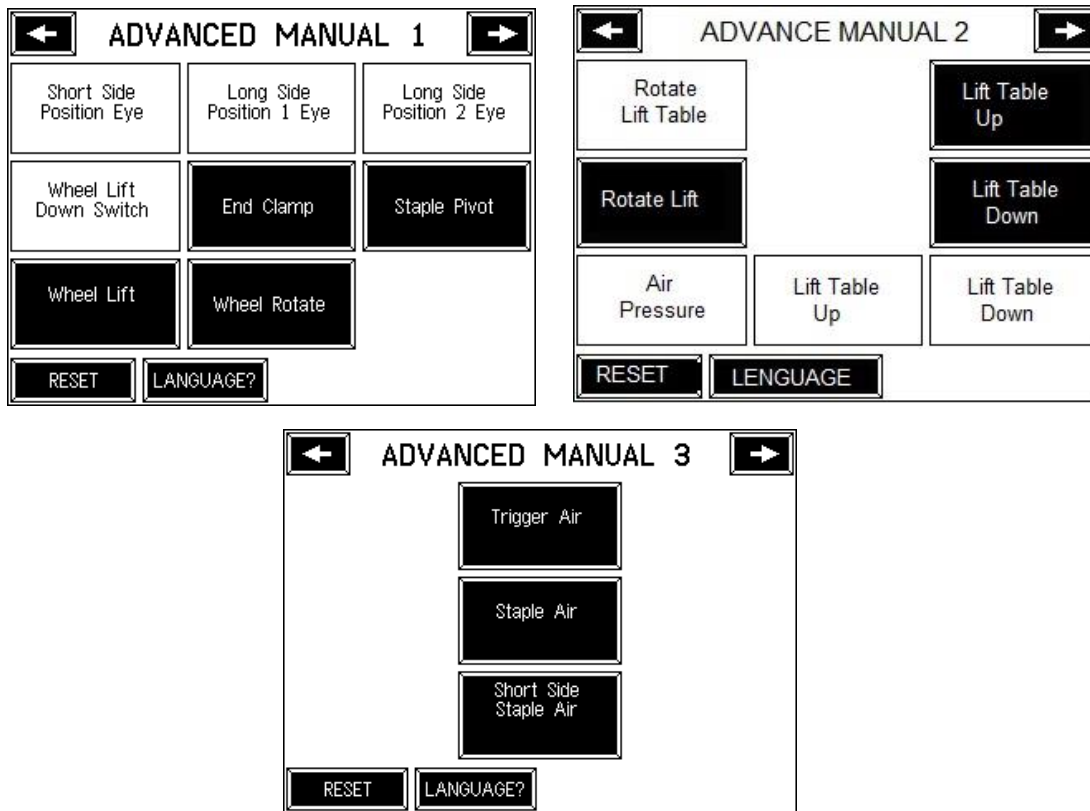 ADVANCED MANUAL 1
Short Side
Position Eye
Long Side
Position 1 Eye
Long Side
Position 2 Eye
Wheel Lift
Down Switch
End Clamp
Staple Pivot
Wheel Lift
Wheel Rotate
RESET
LANGUAGE?
ADVANCE MANUAL 2
Rotate
Lift Table
Lift Table
Up
Rotate Lift
Lift Table
Down
Air
Pressure
Lift Table
Up
Lift Table
Down
RESET
LENGUAGE
ADVANCED MANUAL 3
Trigger Air
Staple Air
Short Side
Staple Air
RESET
LANGUAGE?